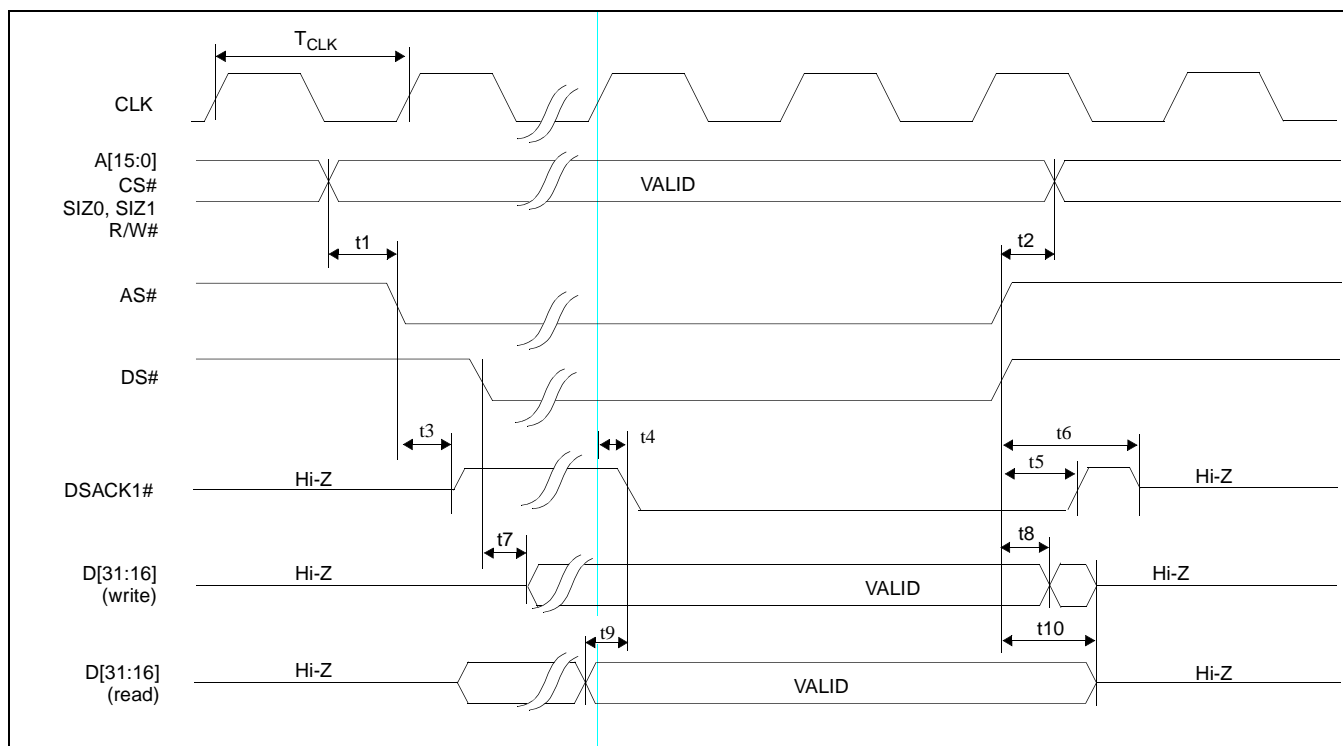 TCLK
CLK
A[15:0]
CS#
SIZ0, SIZ1
R/W#
VALID
t1
t2
AS#
DS#
t3
t4
t6
t5
DSACK1#
Hi-Z
Hi-Z
t7
t8
D[31:16]
(write)
Hi-Z
VALID
Hi-Z
t9
t10
D[31:16]
(read)
Hi-Z
VALID
Hi-Z